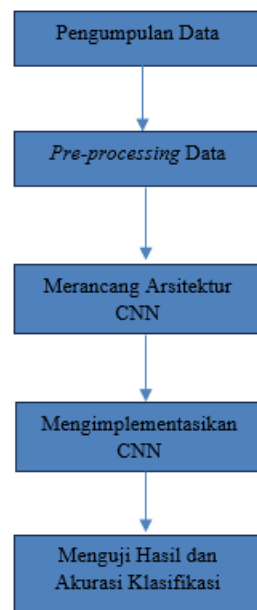 Pengumpulan Data
Pre-processing Data
Merancang Arsitektur
CNN
Mengimplementasikan
CNN
Menguji Hasil dan
Akurasi Klasifikasi